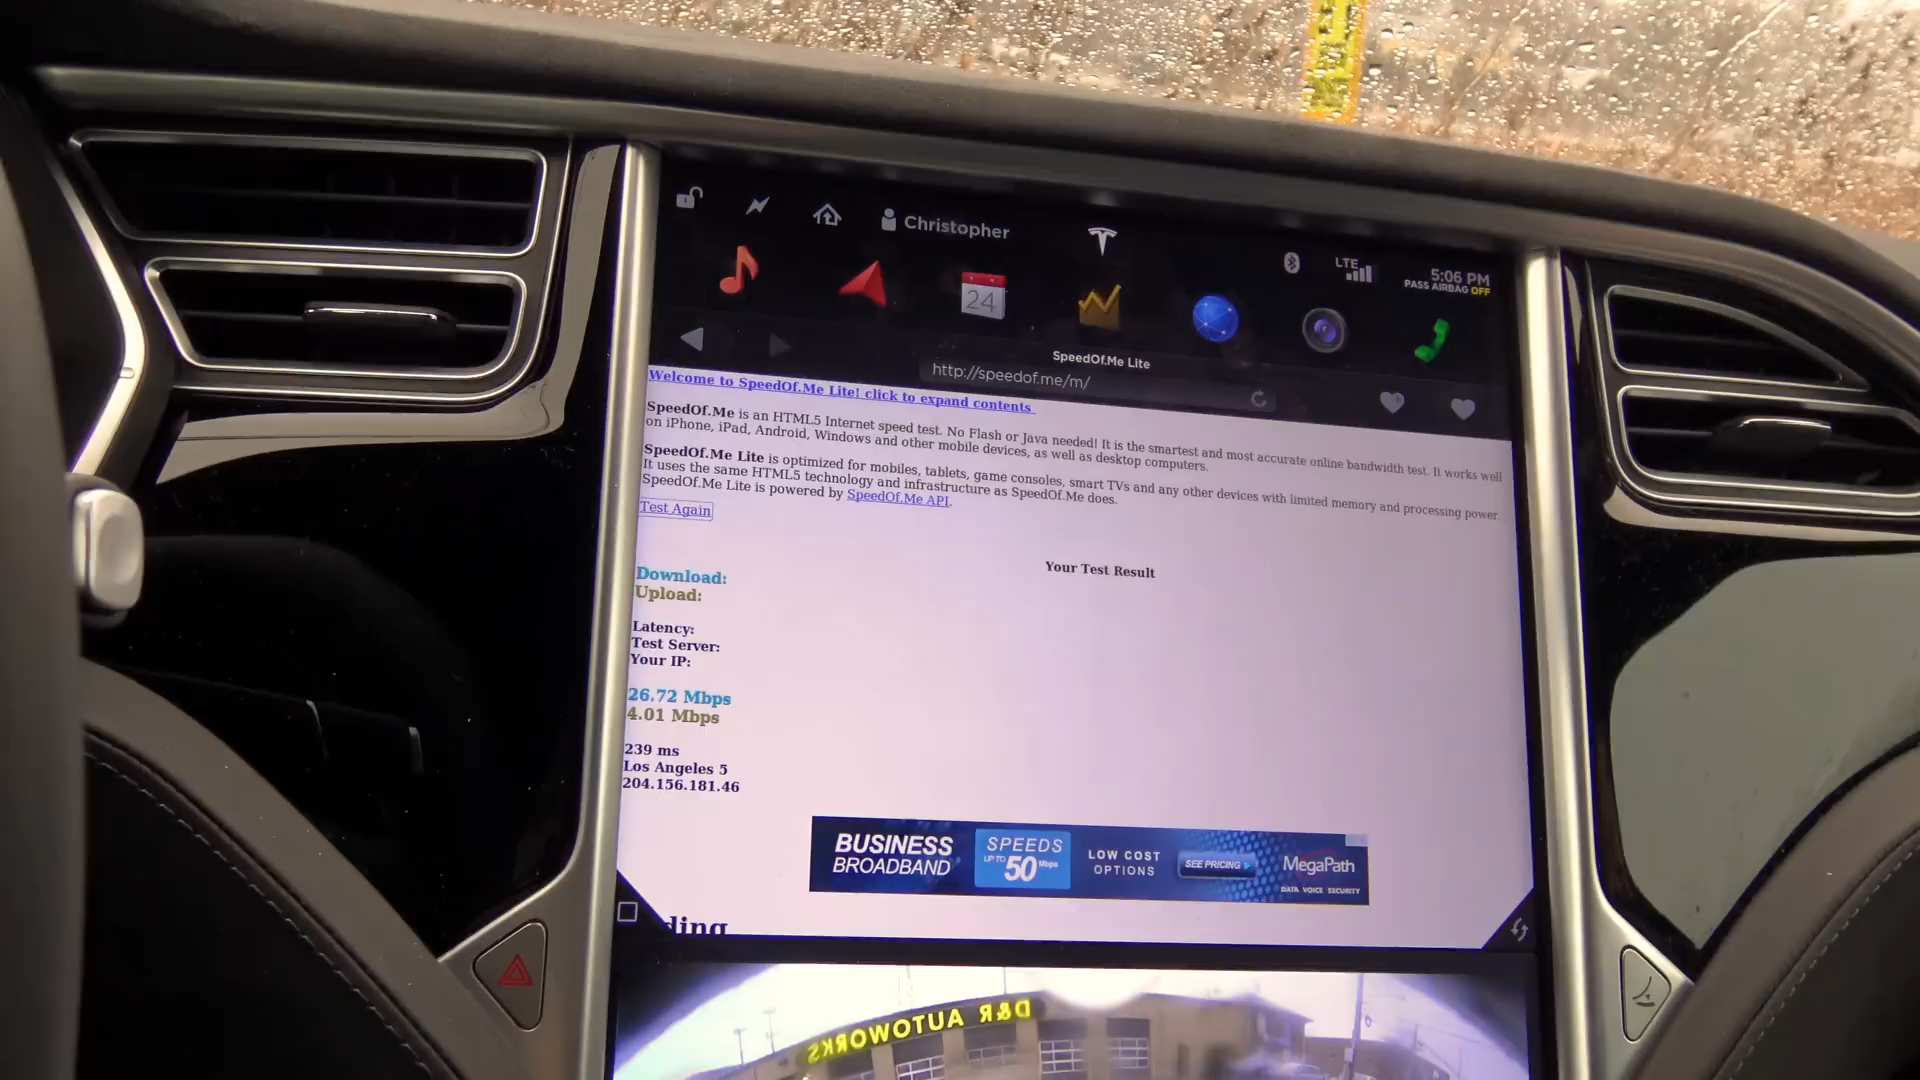 Christopher
LTE
5:06 PM
PASS AIRBAG OFF
24
SpeedOf.Me Lite
http://speedof.me/m/
Welcome to SpeedOf.Me Lite! click to expand contents
SpeedOf.Me is an HTML5 Internet speed test. No Flash or Java needed! It is the smartest and most accurate online bandwidth test. It works well
on iPhone, iPad, Android, Windows and other mobile devices, as well as desktop computers.
SpeedOf.Me Lite is optimized for mobiles, tablets, game consoles, smart TVs and any other devices with limited memory and processing power.
It uses the same HTML5 technology and infrastructure as SpeedOf.Me does.
SpeedOf.Me Lite is powered by SpeedOf.Me API.
Test Again
Your Test Result
Download:
Upload:
Latency:
Test Server:
Your IP:
26.72 Mbps
4.01 Mbps
239 ms
Los Angeles 5
204.156.181.46
BUSINESS
BROADBAND
SPEEDS
UP TO 50 Mbps
LOW COST
OPTIONS
SEE PRICING
MegaPath
DATA VOICE SECURITY
ding
D&R AUTOWORKS